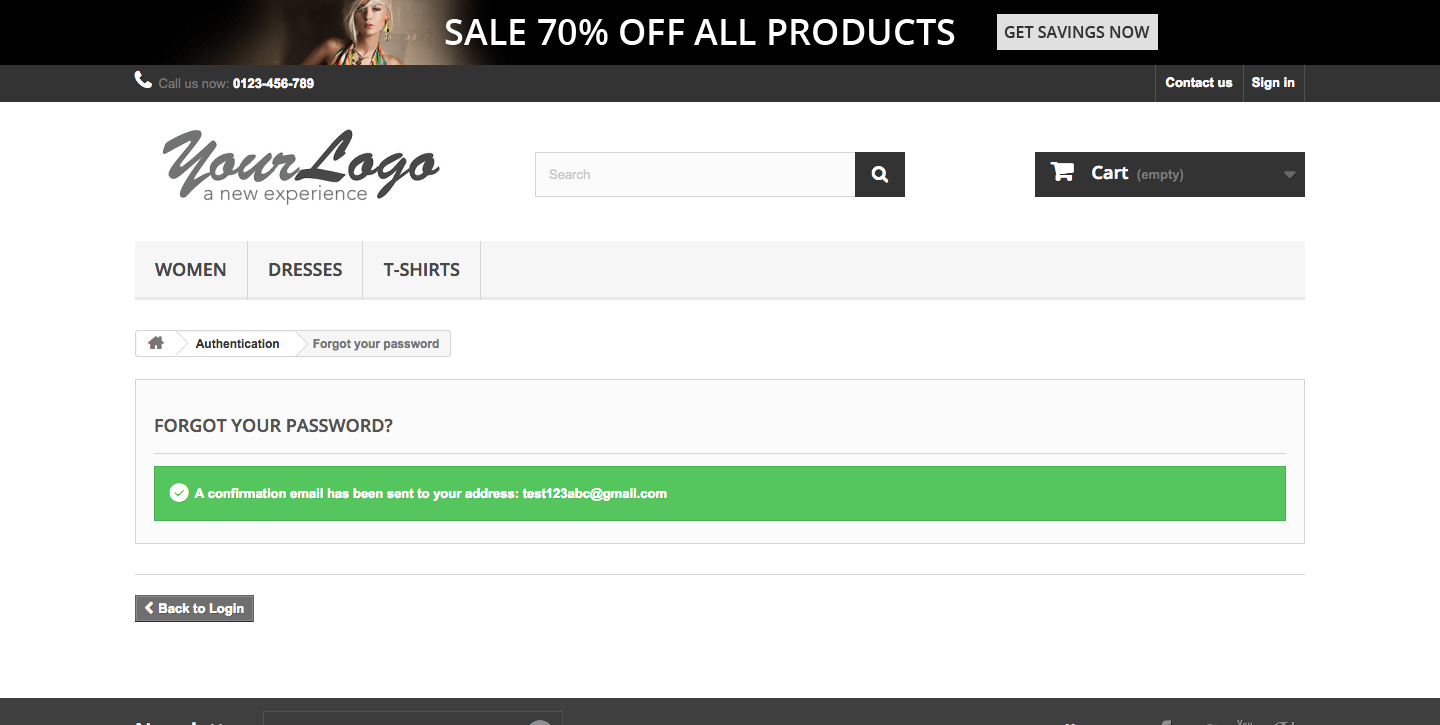 SALE 70% OFF ALL PRODUCTS
GET SAVINGS NOW
Call us now: 0123-456-789
Contact us
Sign in
YourLogo
a new experience
Search
Cart (empty)
WOMEN
DRESSES
T-SHIRTS
Authentication
Forgot your password
FORGOT YOUR PASSWORD?
A confirmation email has been sent to your address: test123abc@gmail.com
Back to Login